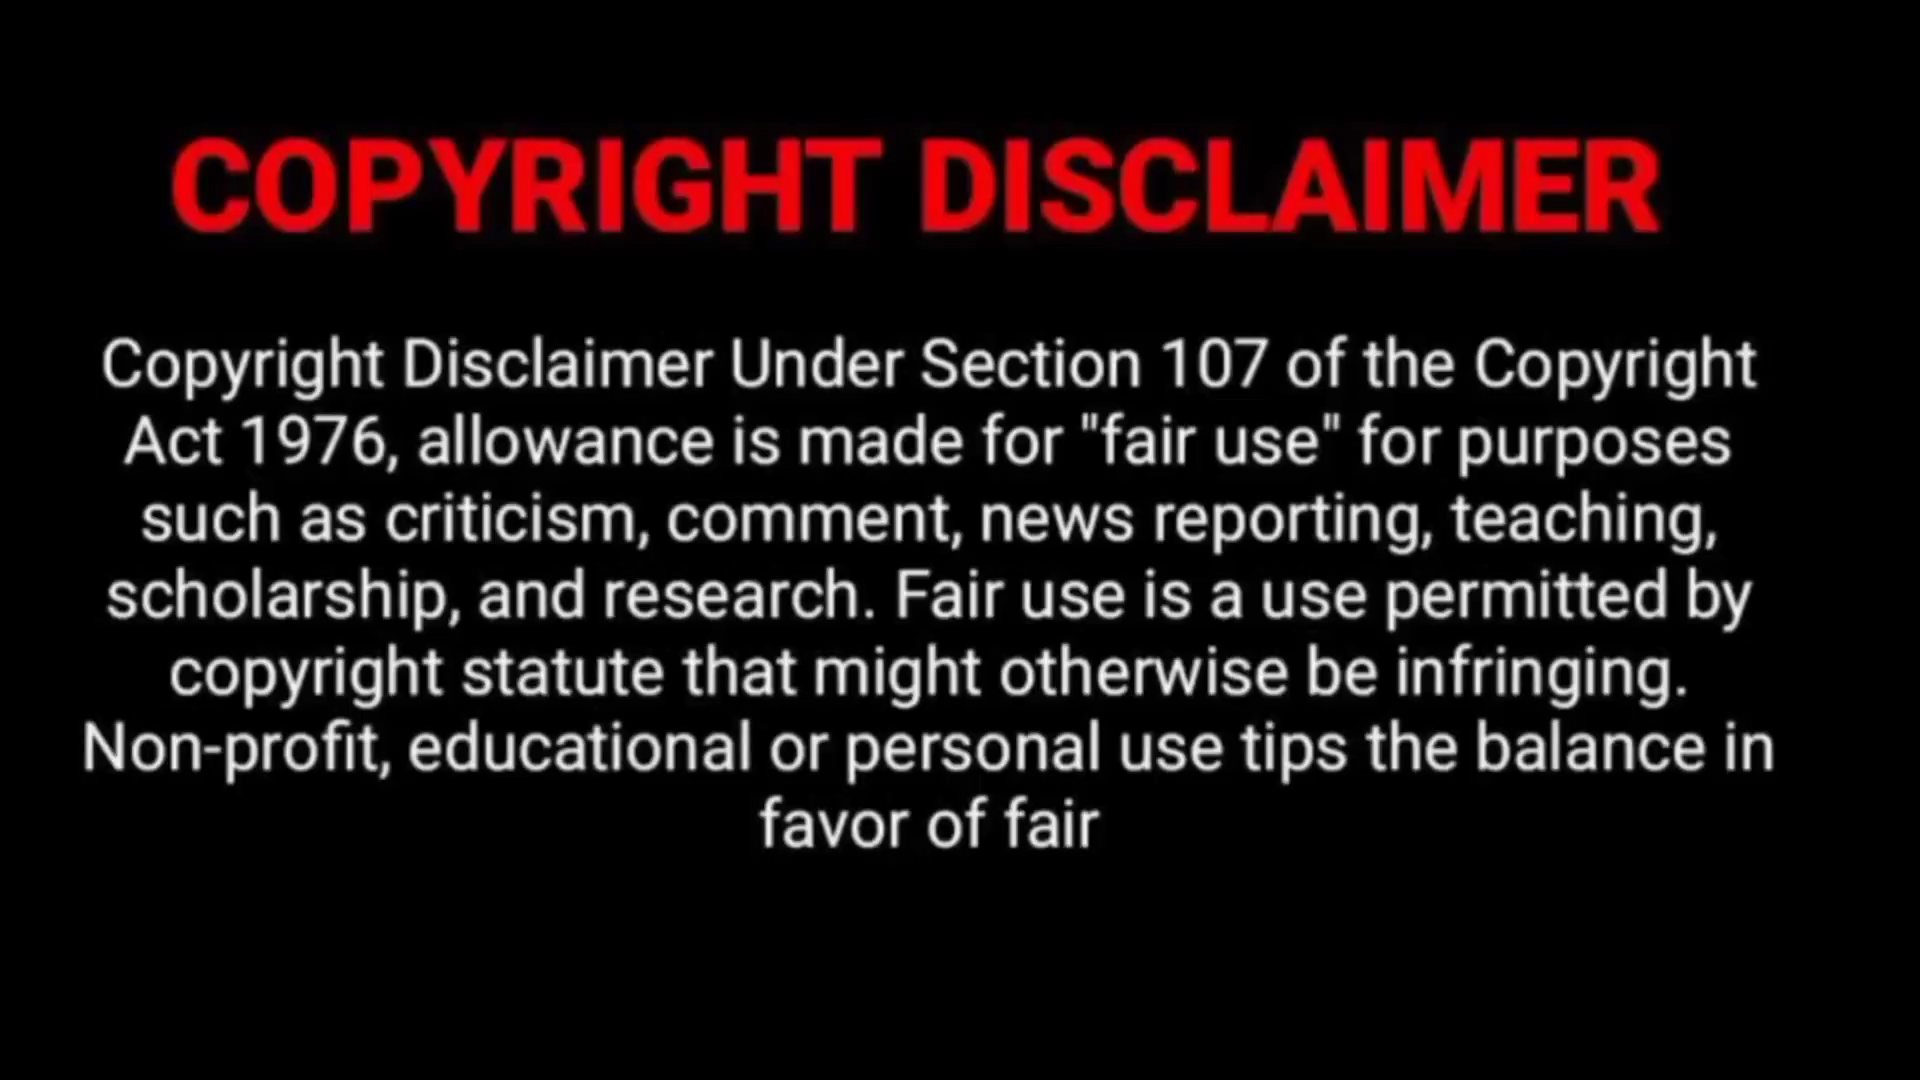 COPYRIGHT DISCLAIMER
Copyright Disclaimer Under Section 107 of the Copyright
Act 1976, allowance is made for "fair use" for purposes
such as criticism, comment, news reporting, teaching,
scholarship, and research. Fair use is a use permitted by
copyright statute that might otherwise be infringing.
Non-profit, educational or personal use tips the balance in
favor of fair